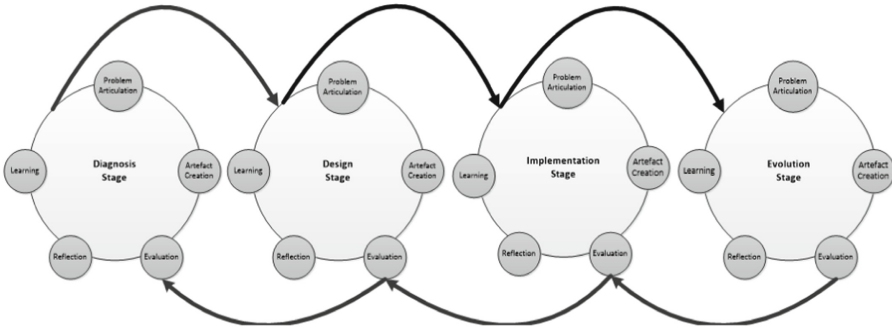 Problem
Articulation
Learning
Diagnosis
Stage
Artefact
Creation
Reflection
Evaluation
Problem
Articulation
Learning
Design
Stage
Artefact
Creation
Reflection
Evaluation
Problem
Articulation
Learning
Implementation
Stage
Artefact
Creation
Reflection
Evaluation
Problem
Articulation
Learning
Evolution
Stage
Artefact
Creation
Reflection
Evaluation